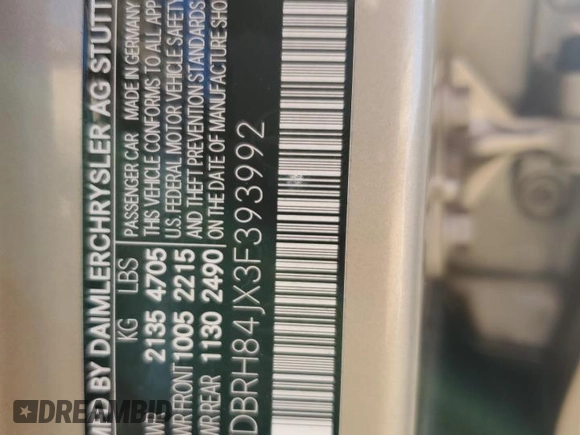 MFD BY DAIMLERCHRYSLER AG STUTT
KG LBS
2135 4705
FRONT 1005 2215
REAR 1130 2490
PASSENGER CAR MADE IN GERMANY
THIS VEHICLE CONFORMS TO ALL APP
U.S. FEDERAL MOTOR VEHICLE SAFETY
AND THEFT PREVENTION STANDARDS
ON THE DATE OF MANUFACTURE SHO
DBRH84JX3F393992
DREAMBID